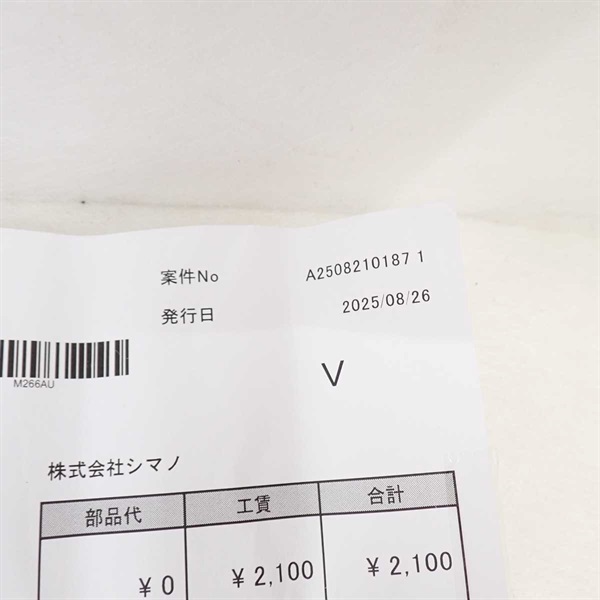 案件No A2508210187 1
発行日 2025/08/26
M266AU
V
株式会社シマノ
部品代 工賃 合計
¥0 ¥2,100 ¥2,100